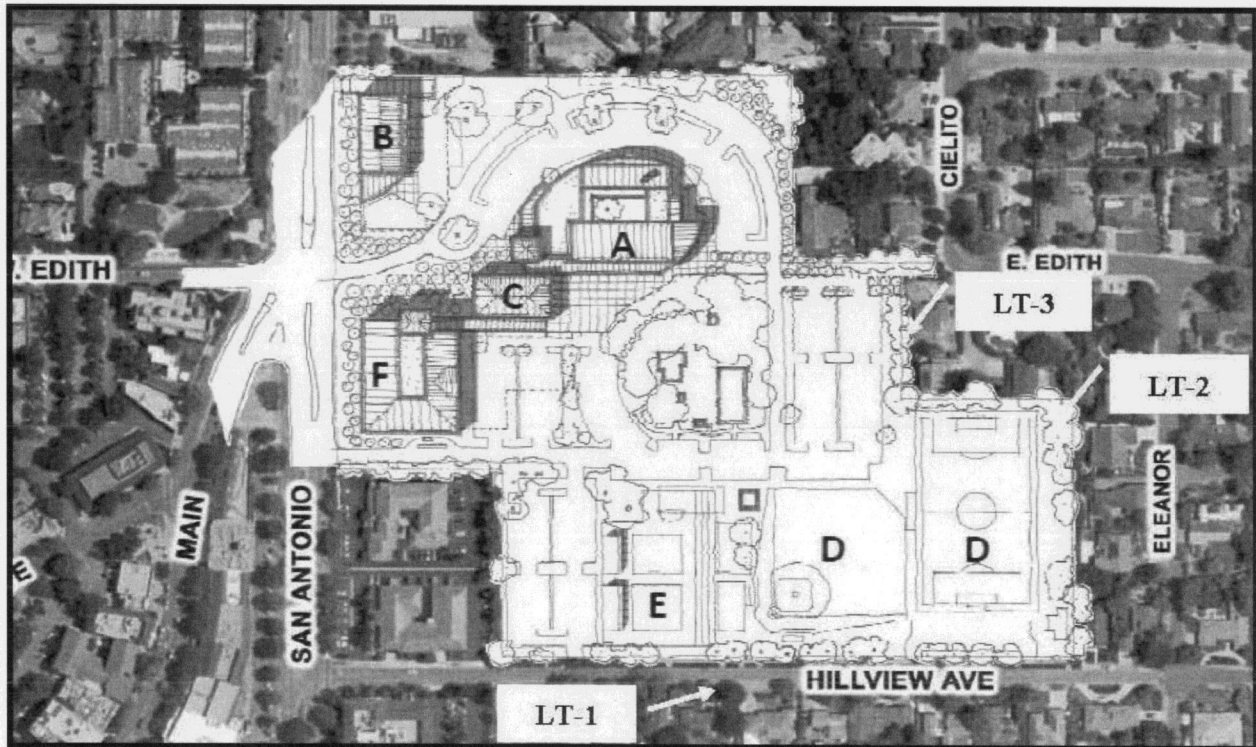 B
CIELITO
A
. EDITH
E. EDITH
LT-3
C
F
LT-2
MAIN
SAN ANTONIO
ELEANOR
D
D
E
E
HILLVIEW AVE
LT-1